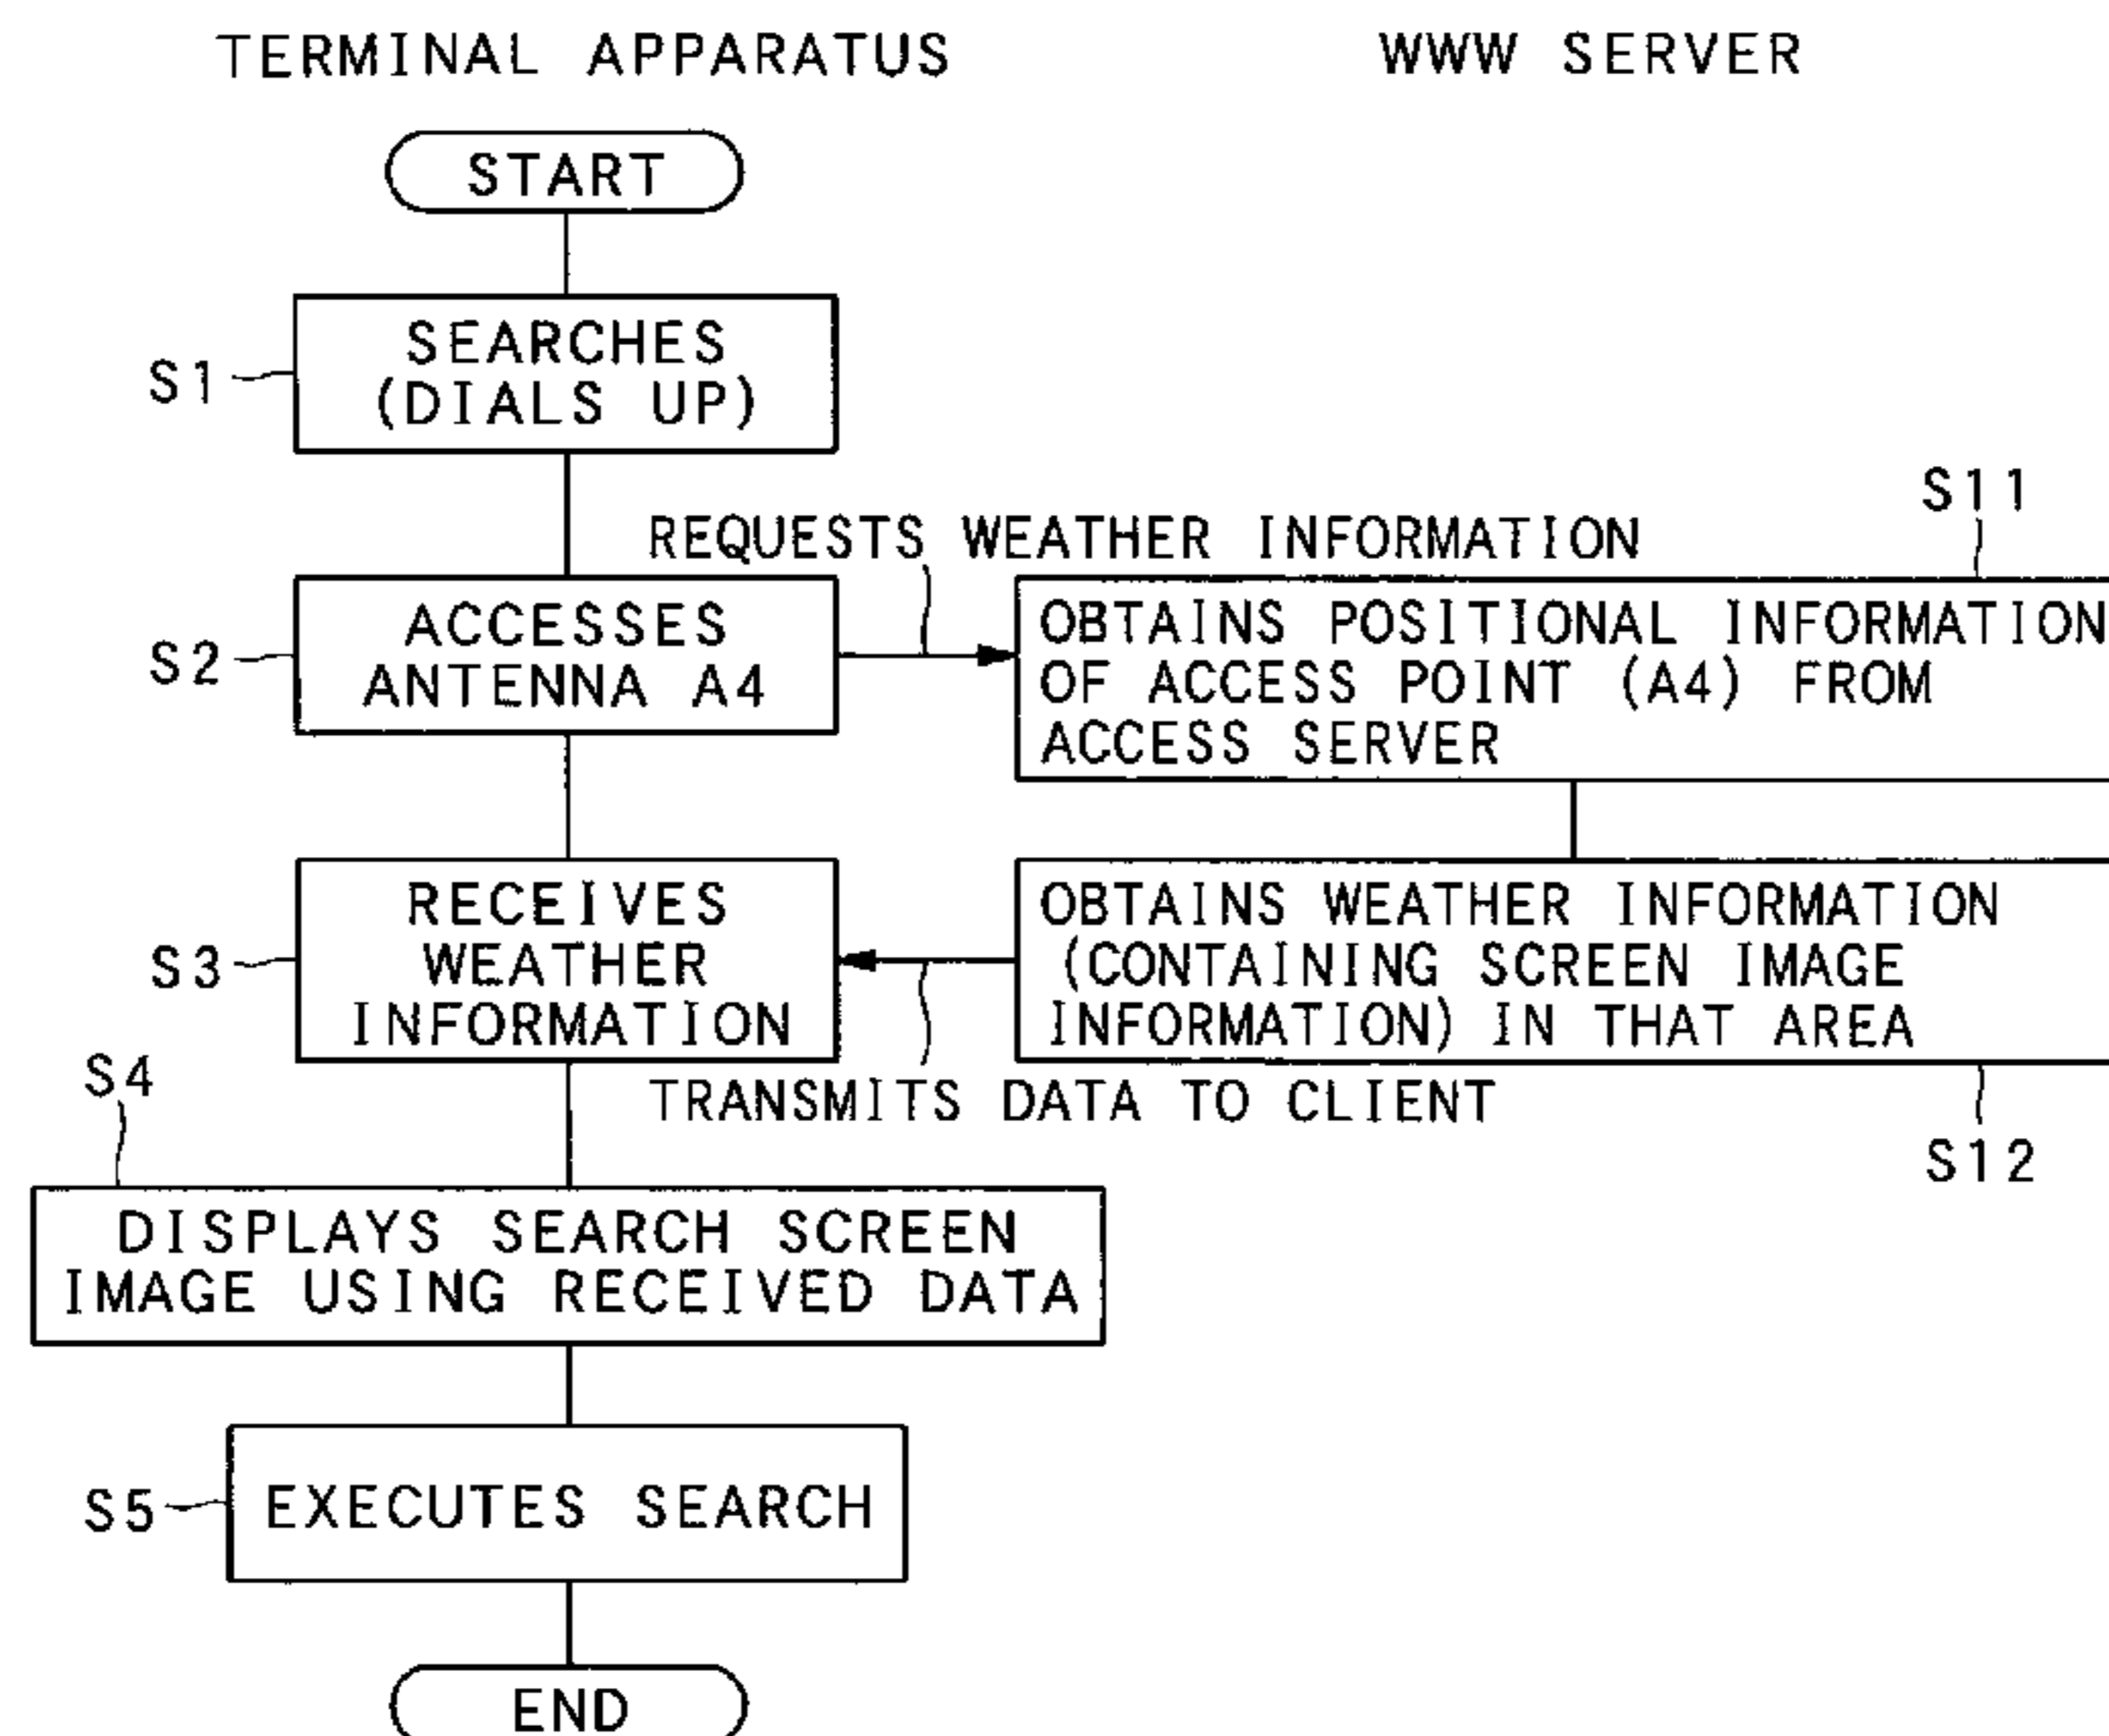 TERMINAL APPARATUS
WWW SERVER
START
S1
SEARCHES
(DIALS UP)
S11
REQUESTS WEATHER INFORMATION
S2
ACCESSES
ANTENNA A4
OBTAINS POSITIONAL INFORMATION
OF ACCESS POINT (A4) FROM
ACCESS SERVER
S3
RECEIVES
WEATHER
INFORMATION
OBTAINS WEATHER INFORMATION
(CONTAINING SCREEN IMAGE
INFORMATION) IN THAT AREA
TRANSMITS DATA TO CLIENT
S12
S4
DISPLAYS SEARCH SCREEN
IMAGE USING RECEIVED DATA
S5
EXECUTES SEARCH
END